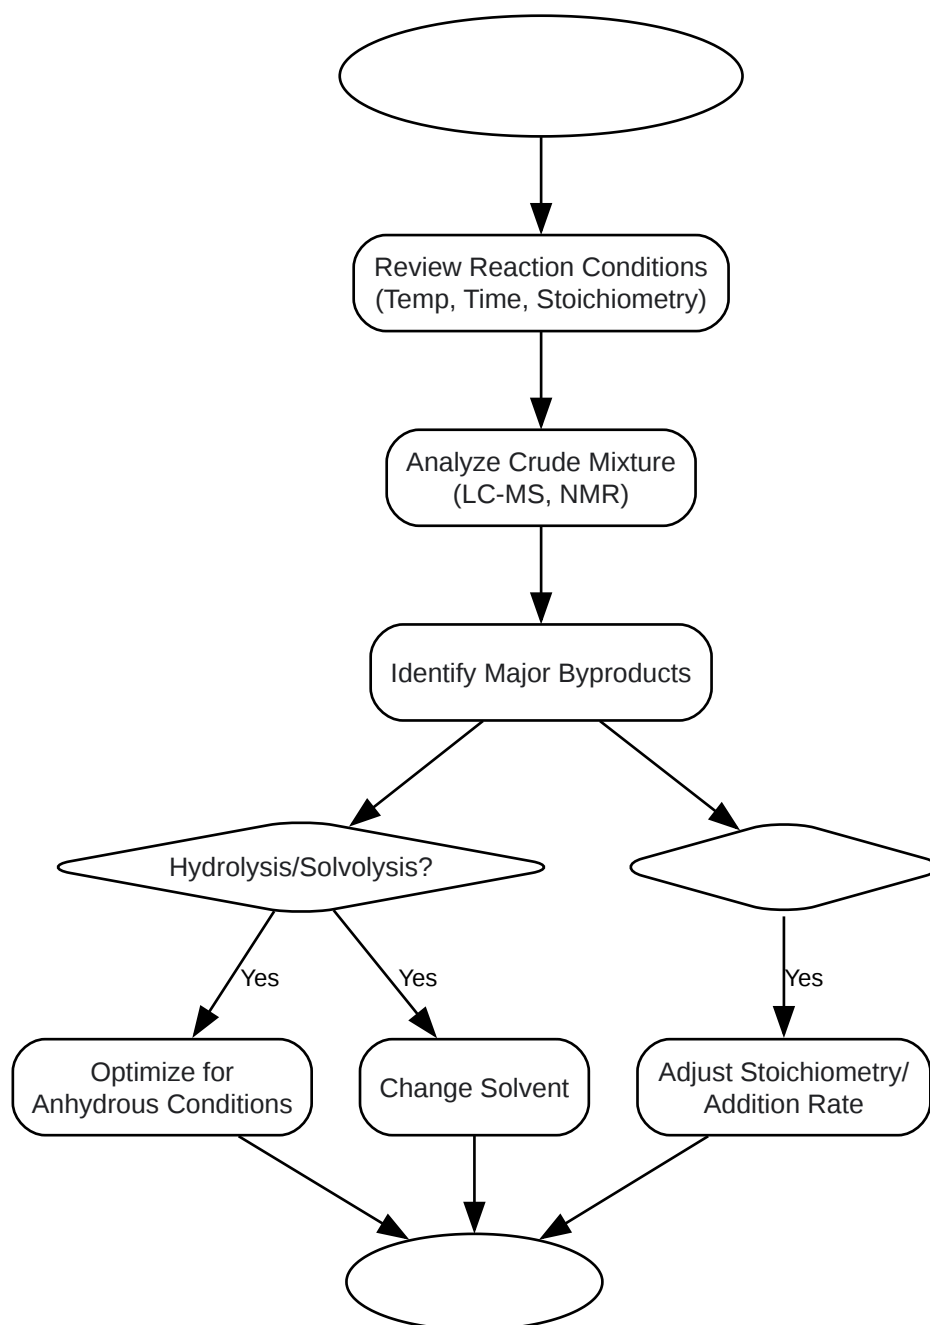 Review Reaction Conditions
(Temp, Time, Stoichiometry)
Analyze Crude Mixture
(LC-MS, NMR)
Identify Major Byproducts
Hydrolysis/Solvolysis?
Yes
Yes
Yes
Optimize for
Anhydrous Conditions
Change Solvent
Adjust Stoichiometry/
Addition Rate